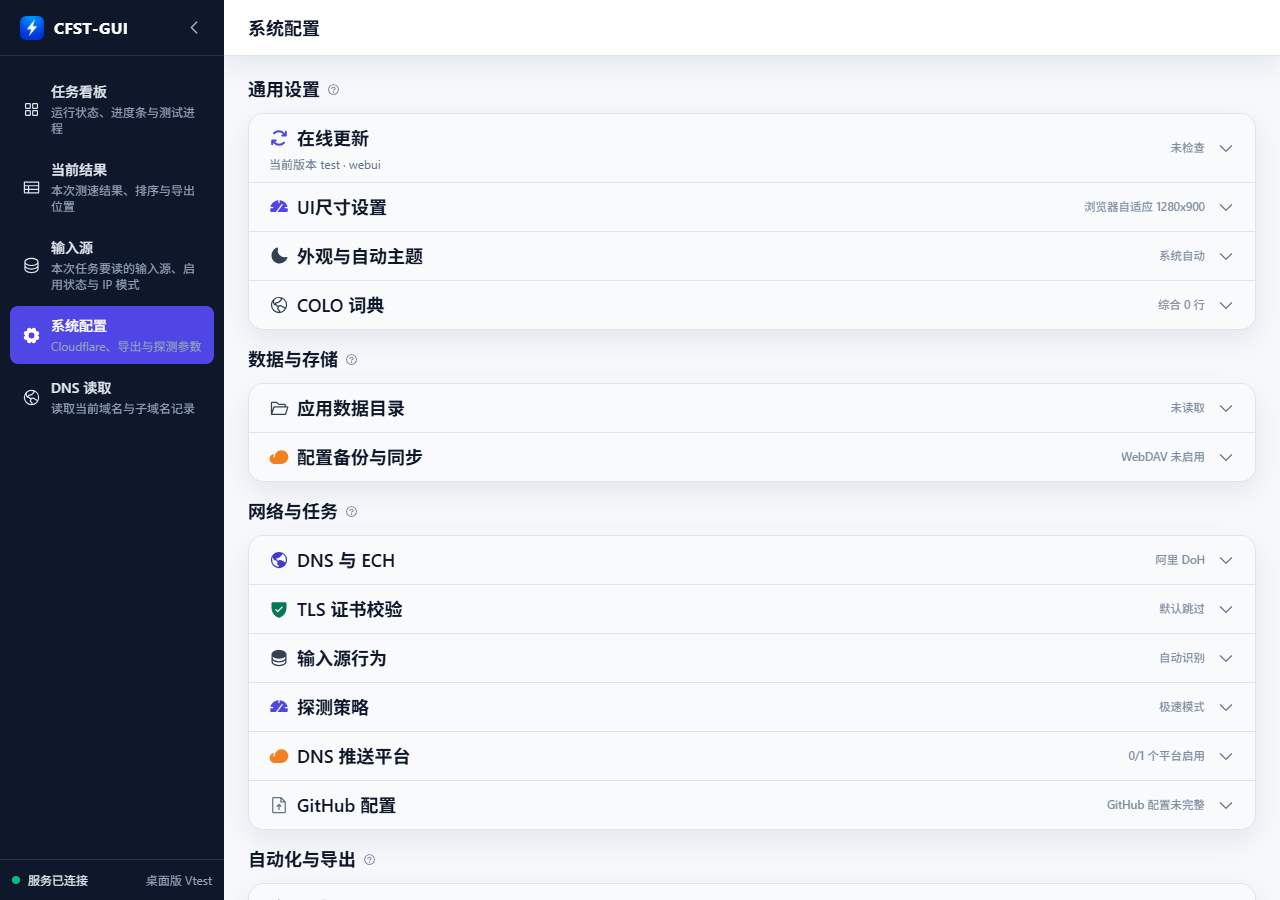 CFST-GUI
任务看板
运行状态、进度条与测试进
程
当前结果
本次测速结果、排序与导出
位置
输入源
本次任务要读的输入源、启
用状态与 IP 模式
系统配置
Cloudflare、导出与探测参数
DNS 读取
读取当前域名与子域名记录
服务已连接
桌面版 Vtest
系统配置
通用设置
在线更新
当前版本 test · webui
未检查
UI尺寸设置
浏览器自适应 1280x900
外观与自动主题
系统自动
COLO 词典
综合 0 行
数据与存储
应用数据目录
未读取
配置备份与同步
WebDAV 未启用
网络与任务
DNS 与 ECH
阿里 DoH
TLS 证书校验
默认跳过
输入源行为
自动识别
探测策略
极速模式
DNS 推送平台
0/1 个平台启用
GitHub 配置
GitHub 配置未完整
自动化与导出